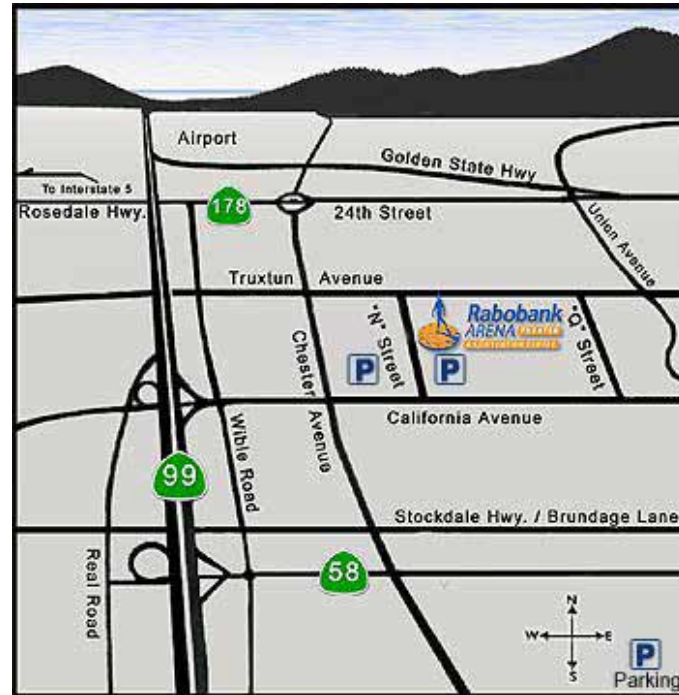 Airport
Golden State Hwy
To Interstate 5
Rosedale Hwy.
178
24th Street
Union Avenue
Truxtun Avenue
"N" Street
Rabobank
ARENA
"Q" Street
P
P
Chester Avenue
California Avenue
Wible Road
99
Stockdale Hwy. / Brundage Lane
Real Road
58
N
W
E
S
P
Parking